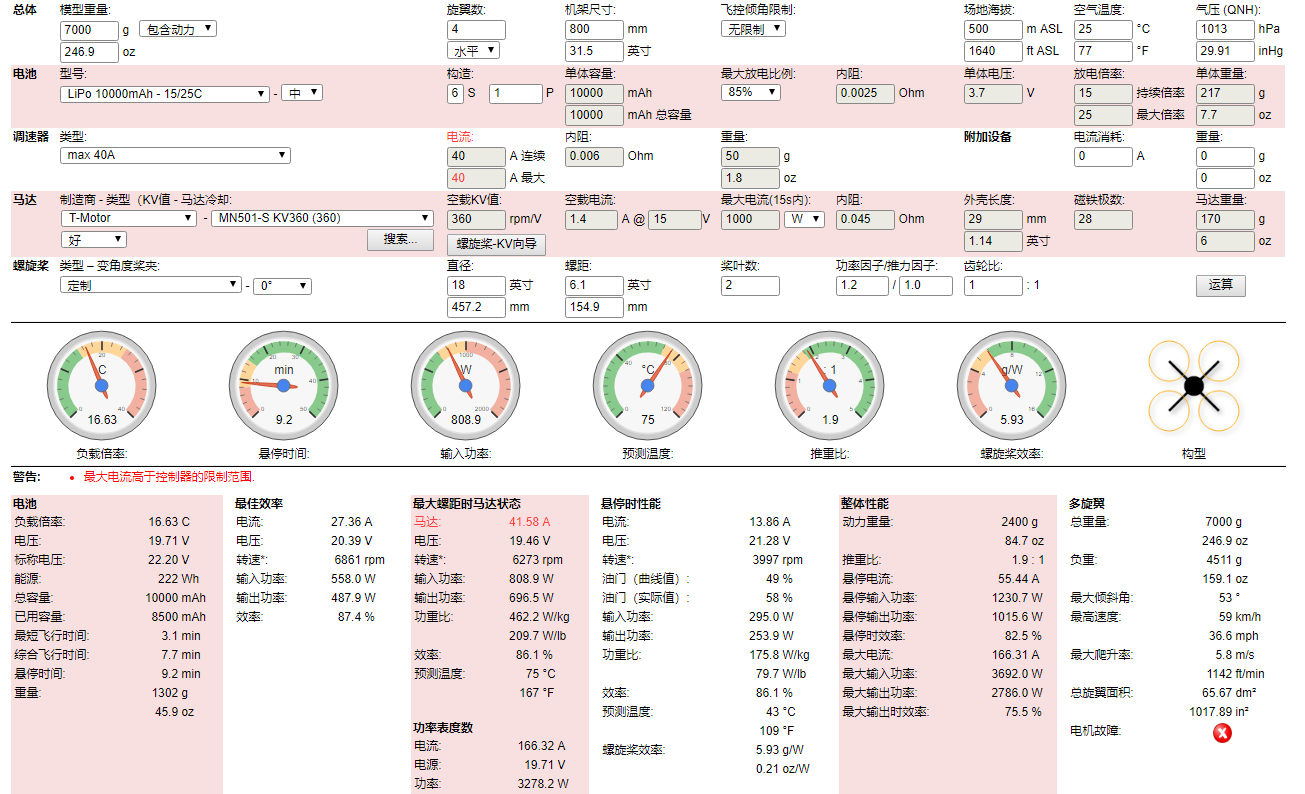 总体 模型重量: 旋翼数: 机架尺寸: 飞控倾角限制: 场地海拔: 空气温度: 气压 (QNH):
7000 g 包含动力 4 800 mm 无限制 500 m ASL 25 °C 1013 hPa
246.9 oz 水平 31.5 英寸 1640 ft ASL 77 °F 29.91 inHg
电池 型号: 构造: 单体容量: 最大放电比例: 内阻: 单体电压: 放电倍率: 单体重量:
LiPo 10000mAh - 15/25C - 中 6 S 1 P 10000 mAh 85% 0.0025 Ohm 3.7 V 15 持续倍率 217 g
10000 mAh 总容量 25 最大倍率 7.7 oz
调速器 类型: 电流: 内阻: 重量: 附加设备 电流消耗: 重量:
max 40A 40 A 连续 0.006 Ohm 50 g 0 A 0 g
40 A 最大 1.8 oz 0 oz
马达 制造商 - 类型（KV值 - 马达冷却: 空载KV值: 空载电流: 最大电流(15s内): 内阻: 外壳长度: 磁铁极数: 马达重量:
T-Motor - MN501-S KV360 (360) 360 rpm/V 1.4 A @ 15 V 1000 W 0.045 Ohm 29 mm 28 170 g
好 搜索... 螺旋桨-KV向导 1.14 英寸 6 oz
螺旋桨 类型 – 变角度桨夹: 直径: 螺距: 桨叶数: 功率因子/推力因子: 齿轮比:
定制 - 0° 18 英寸 6.1 英寸 2 1.2 / 1.0 1 : 1 运算
457.2 mm 154.9 mm
C min W °C : 1 g/W
16.63 9.2 808.9 75 1.9 5.93
负载倍率: 悬停时间: 输入功率: 预测温度: 推重比: 螺旋桨效率: 构型
警告: • 最大电流高于控制器的限制范围.
电池 最佳效率 最大螺距时马达状态 悬停时性能 整体性能 多旋翼
负载倍率: 16.63 C 电流: 27.36 A 马达: 41.58 A 电流: 13.86 A 动力重量: 2400 g 总重量: 7000 g
电压: 19.71 V 电压: 20.39 V 电压: 19.46 V 电压: 21.28 V 84.7 oz 246.9 oz
标称电压: 22.20 V 转速*: 6861 rpm 转速*: 6273 rpm 转速*: 3997 rpm 推重比: 1.9 : 1 负重: 4511 g
能源: 222 Wh 输入功率: 558.0 W 输入功率: 808.9 W 油门（曲线值）: 49 % 悬停电流: 55.44 A 159.1 oz
总容量: 10000 mAh 输出功率: 487.9 W 输出功率: 696.5 W 油门（实际值）: 58 % 悬停输入功率: 1230.7 W 最大倾斜角: 53 °
已用容量: 8500 mAh 效率: 87.4 % 功重比: 462.2 W/kg 输入功率: 295.0 W 悬停输出功率: 1015.6 W 最高速度: 59 km/h
最短飞行时间: 3.1 min 209.7 W/lb 输出功率: 253.9 W 悬停时效率: 82.5 % 36.6 mph
综合飞行时间: 7.7 min 效率: 86.1 % 功重比: 175.8 W/kg 最大电流: 166.31 A 最大爬升率: 5.8 m/s
悬停时间: 9.2 min 预测温度: 75 °C 79.7 W/lb 最大输入功率: 3692.0 W 1142 ft/min
重量: 1302 g 167 °F 效率: 86.1 % 最大输出功率: 2786.0 W 总旋翼面积: 65.67 dm²
45.9 oz 预测温度: 43 °C 最大输出时效率: 75.5 % 1017.89 in²
功率表度数 109 °F 电机故障:
电流: 166.32 A 螺旋桨效率: 5.93 g/W
电源: 19.71 V 0.21 oz/W
功率: 3278.2 W